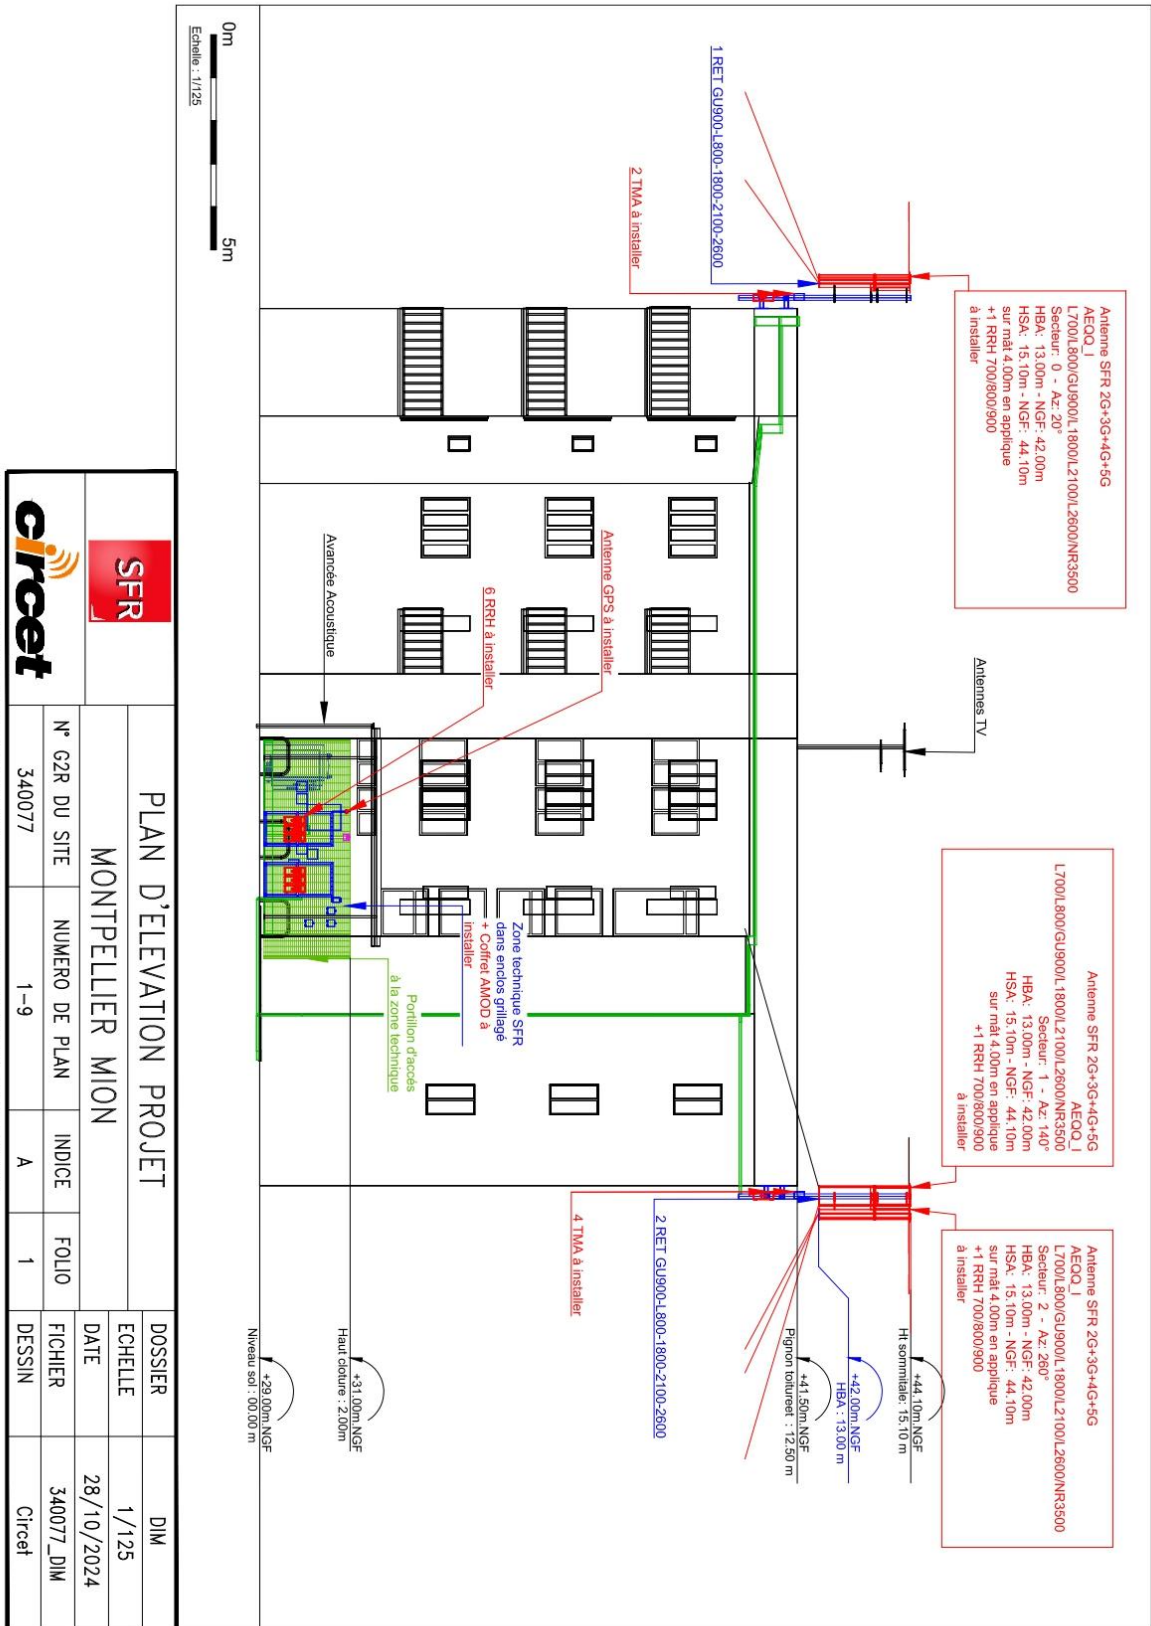 Antenne SFR 2G+3G+4G+5G
AEQQ_I
L700/L800/GU900/L1800/L2100/L2600/NR3500
Secteur: 0 - Az: 20°
HBA: 13.00m - NGF: 42.00m
HSA: 15.10m - NGF: 44.10m
sur mât 4.00m en applique
+1 RRH 700/800/900
à installer
Antennes TV
Antenne SFR 2G+3G+4G+5G
AEQQ_I
L700/L800/GU900/L1800/L2100/L2600/NR3500
Secteur: 1 - Az: 140°
HBA: 13.00m - NGF: 42.00m
HSA: 15.10m - NGF: 44.10m
sur mât 4.00m en applique
+1 RRH 700/800/900
à installer
Antenne SFR 2G+3G+4G+5G
AEQQ_I
L700/L800/GU900/L1800/L2100/L2600/NR3500
Secteur: 2 - Az: 260°
HBA: 13.00m - NGF: 42.00m
HSA: 15.10m - NGF: 44.10m
sur mât 4.00m en applique
+1 RRH 700/800/900
à installer
+44.10m.NGF
Ht sommitale: 15.10 m
+42.00m.NGF
HBA : 13.00 m
+41.50m.NGF
Pignon toitureet : 12.50 m
1 RET GU900-L800-1800-2100-2600
2 TMA à installer
2 RET GU900-L800-1800-2100-2600
4 TMA à installer
Antenne GPS à installer
6 RRH à installer
Zone technique SFR
dans enclos grillagé
+ Coffret AMOD à
installer
Portillon d'accés
à la zone technique
Avancée Acoustique
+31.00m.NGF
Haut cloture : 2.00m
+29.00m.NGF
Niveau sol : 00.00 m
0m
5m
Echelle : 1/125
SFR
circet
PLAN D'ELEVATION PROJET
MONTPELLIER MION
N° G2R DU SITE
NUMERO DE PLAN
INDICE
FOLIO
340077
1-9
A
1
DOSSIER
DIM
ECHELLE
1/125
DATE
28/10/2024
FICHIER
340077_DIM
DESSIN
Circet